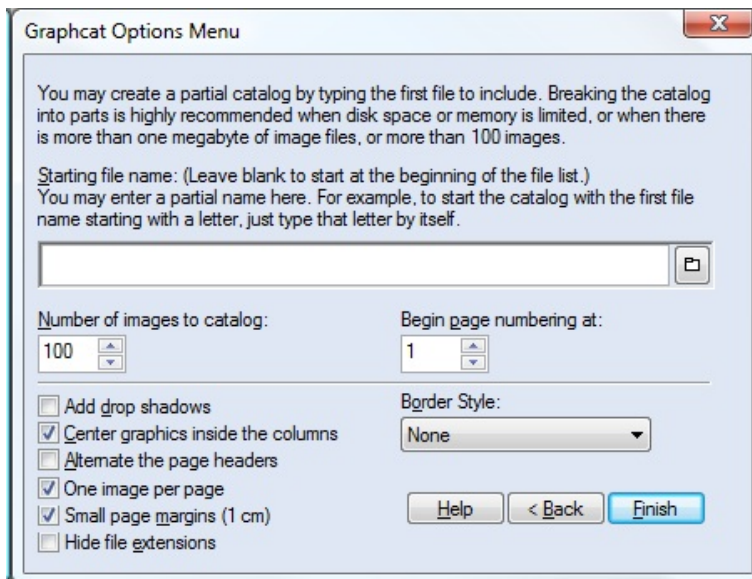 Graphcat Options Menu
You may create a partial catalog by typing the first file to include. Breaking the catalog
into parts is highly recommended when disk space or memory is limited, or when there
is more than one megabyte of image files, or more than 100 images.
Starting file name: (Leave blank to start at the beginning of the file list.)
You may enter a partial name here. For example, to start the catalog with the first file
name starting with a letter, just type that letter by itself.
Number of images to catalog:
100
Begin page numbering at:
1
Add drop shadows
Center graphics inside the columns
Alternate the page headers
One image per page
Small page margins (1 cm)
Hide file extensions
Border Style:
None
Help
< Back
Finish